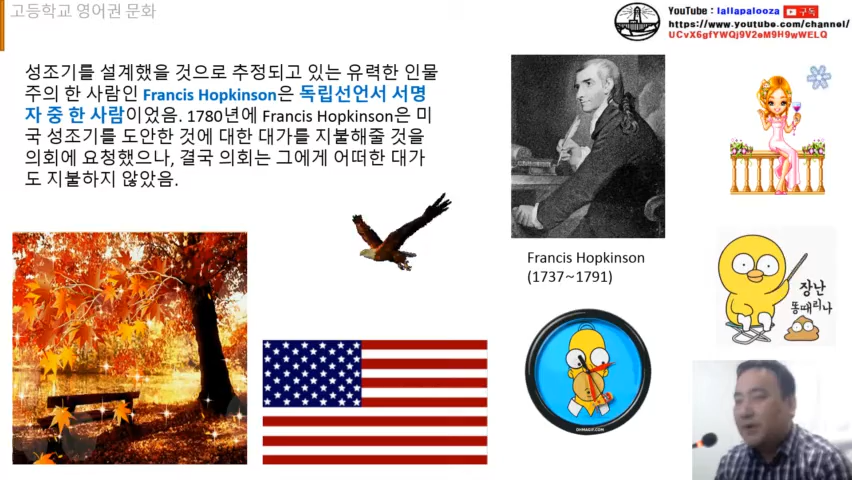 고등학교 영어권 문화
YouTube : lallapalooza 구독
https://www.youtube.com/channel/
UCvX6gfYWQj9V2eM9H9wWELQ
성조기를 설계했을 것으로 추정되고 있는 유력한 인물
주의 한 사람인 Francis Hopkinson은 독립선언서 서명
자 중 한 사람이었음. 1780년에 Francis Hopkinson은 미
국 성조기를 도안한 것에 대한 대가를 지불해줄 것을
의회에 요청했으나, 결국 의회는 그에게 어떠한 대가
도 지불하지 않았음.
Francis Hopkinson
(1737~1791)
장난
똥때리나
OHMAGIF.COM